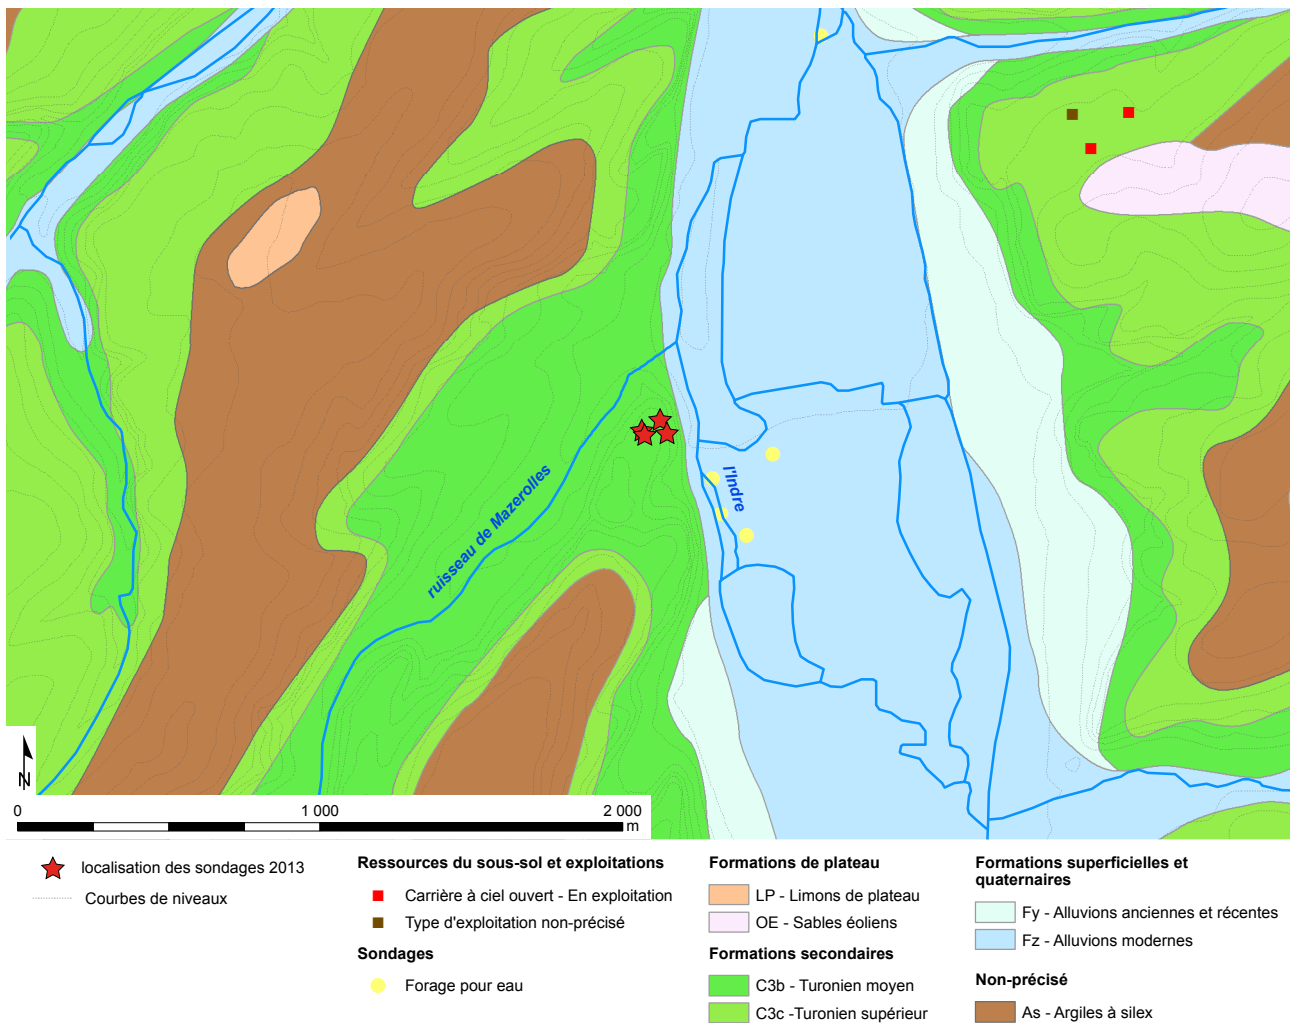 l'Indre
ruisseau de Mazerolles
N
0 1 000 2 000
m
localisation des sondages 2013
Courbes de niveaux
Ressources du sous-sol et exploitations
Carrière à ciel ouvert - En exploitation
Type d'exploitation non-précisé
Sondages
Forage pour eau
Formations de plateau
LP - Limons de plateau
OE - Sables éoliens
Formations secondaires
C3b - Turonien moyen
C3c -Turonien supérieur
Formations superficielles et
quaternaires
Fy - Alluvions anciennes et récentes
Fz - Alluvions modernes
Non-précisé
As - Argiles à silex